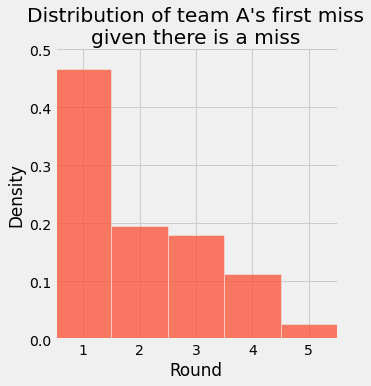 Distribution of team A's first miss
given there is a miss
0.5
0.4
0.3
0.2
0.1
0.0
Density
1 2 3 4 5
Round